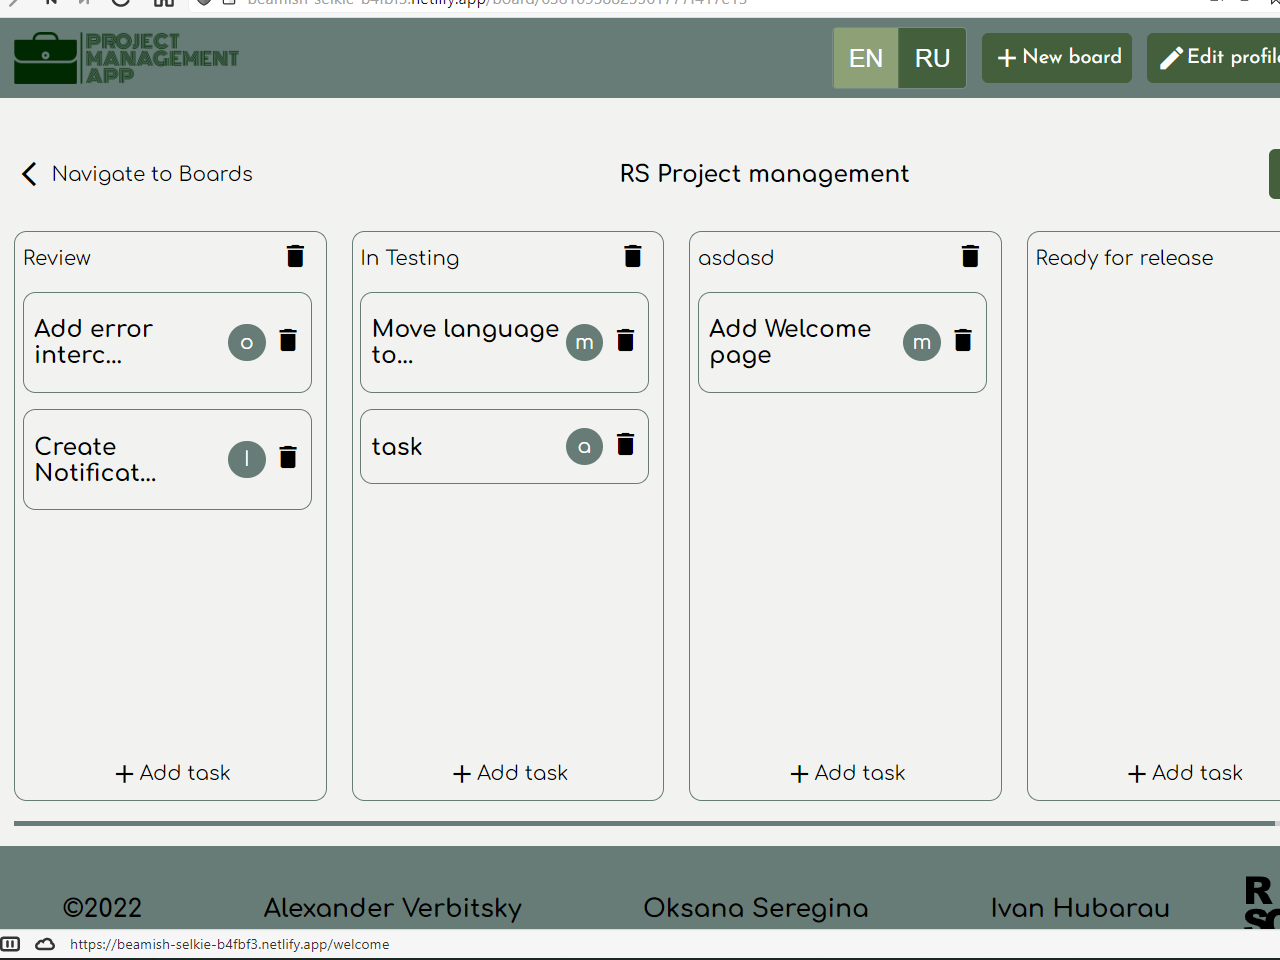 PROJECT
MANAGEMENT
APP
EN RU
New board
Edit profile
Navigate to Boards
RS Project management
Review
Add error
interc...
o
Create
Notificat...
l
Add task
In Testing
Move language
to...
m
task
a
Add task
asdasd
Add Welcome
page
m
Add task
Ready for release
Add task
©2022
Alexander Verbitsky
Oksana Seregina
Ivan Hubarau
https://beamish-selkie-b4fbf3.netlify.app/welcome